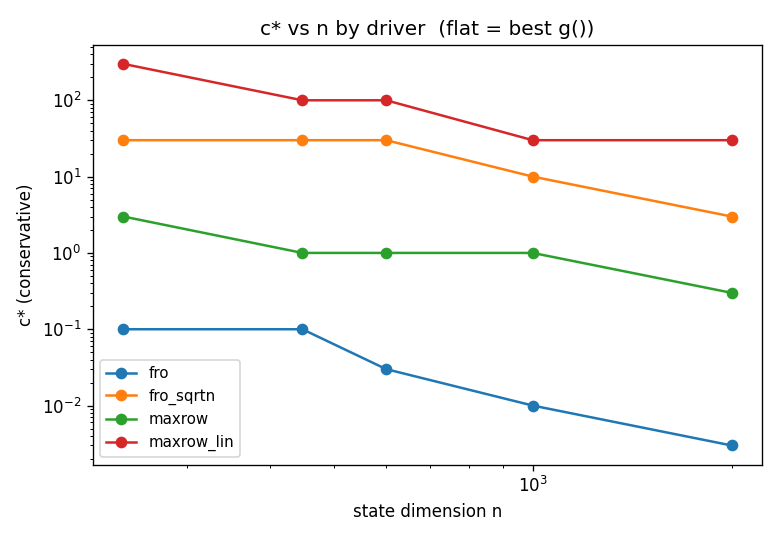 c* vs n by driver  (flat = best g())
c* (conservative)
10²
10¹
10⁰
10⁻¹
10⁻²
fro
fro_sqrtn
maxrow
maxrow_lin
10³
state dimension n